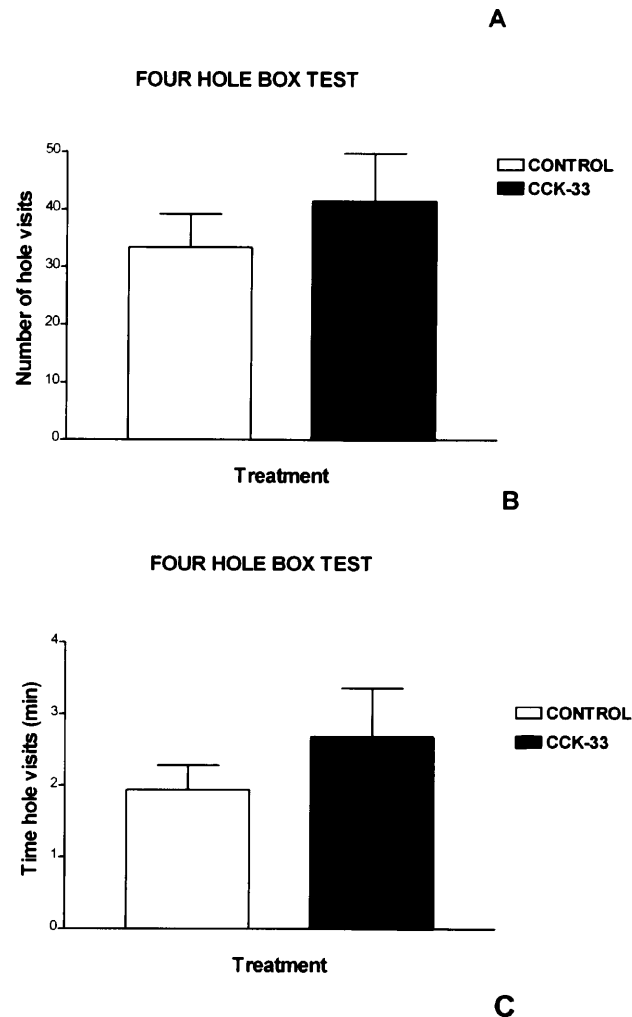 A
FOUR HOLE BOX TEST
50
40
30
20
10
0
Number of hole visits
CONTROL
CCK-33
Treatment
B
FOUR HOLE BOX TEST
4
3
2
1
0
Time hole visits (min)
CONTROL
CCK-33
Treatment
C